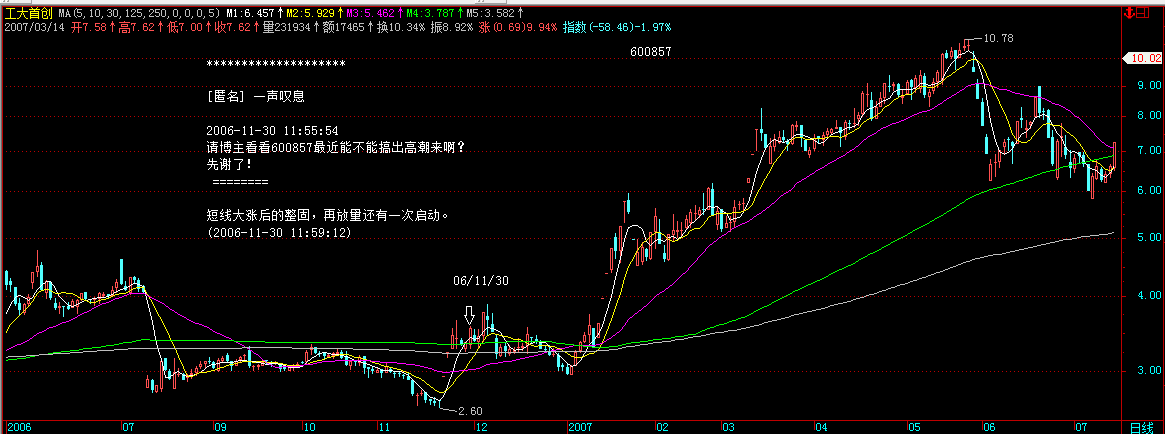 工大首创 MA(5,10,30,125,250,0,0,0,5) M1:6.457↑M2:5.929↑M3:5.482↑M4:3.787↑M5:3.582↑
2007/03/14 开7.58↑高7.62↑低7.00↑收7.62↑量231934↑额17465↑换10.34% 振8.92% 涨(0.69)9.94% 指数(-58.46)-1.97%
10.78
600857
10.02
********************
9.00
[匿名] 一声叹息
8.00
2006-11-30 11:55:54
请博主看看600857最近能不能搞出高潮来啊?
7.00
先谢了!
========
6.00
短线大涨后的整固,再放量还有一次启动。
(2006-11-30 11:59:12)
5.00
06/11/30
4.00
3.00
2.60
2006 07 09 10 11 12 2007 02 03 04 05 06 07 日线